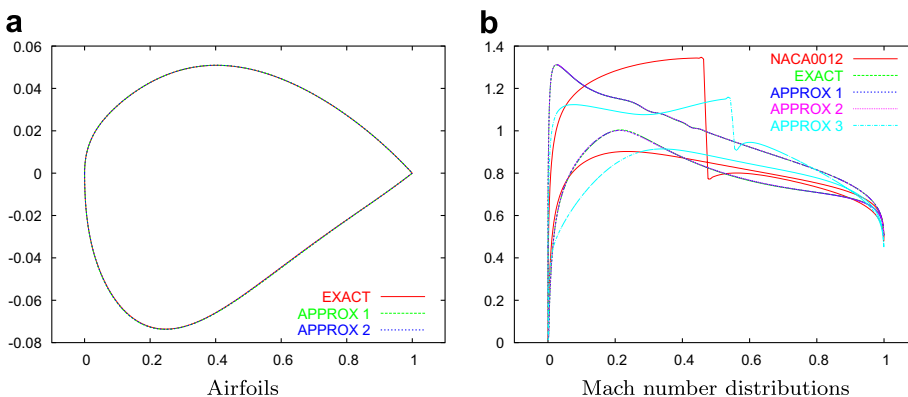 a
0.06
0.04
0.02
0
-0.02
-0.04
-0.06
-0.08
0 0.2 0.4 0.6 0.8 1
EXACT
APPROX 1
APPROX 2
Airfoils
b
1.4
1.2
1
0.8
0.6
0.4
0.2
0
0 0.2 0.4 0.6 0.8 1
NACA0012
EXACT
APPROX 1
APPROX 2
APPROX 3
Mach number distributions